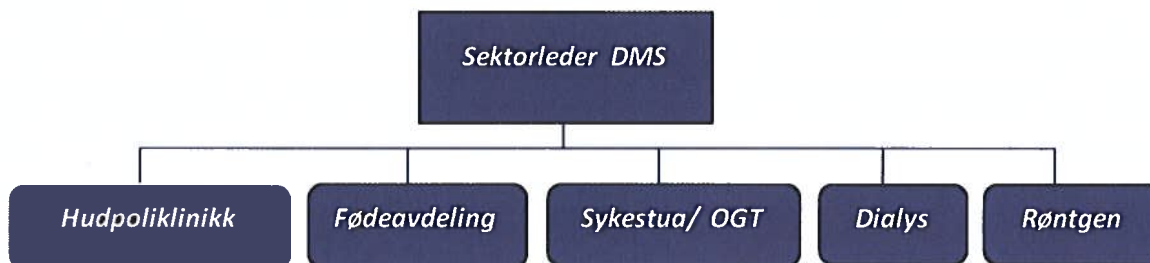 Sektorleder DMS
Hudpoliklinikk
Fødeavdeling
Sykestua/ OGT
Dialys
Røntgen